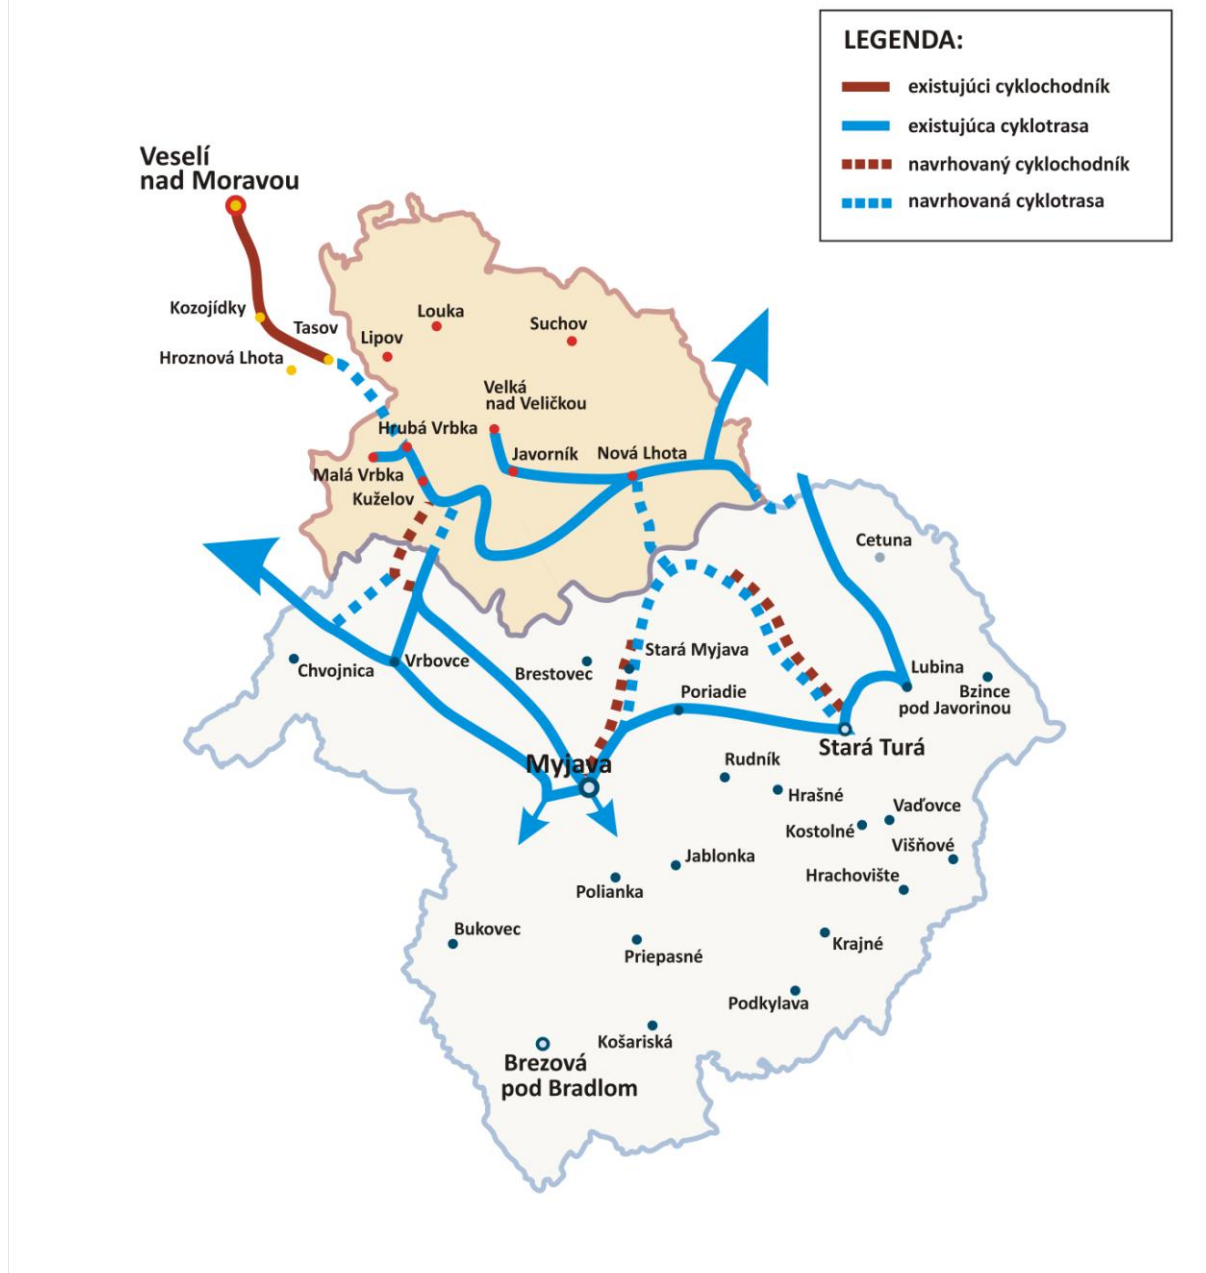 LEGENDA:
existujúci cyklochodník
existujúca cyklotrasa
navrhovaný cyklochodník
navrhovaná cyklotrasa
Veselí
nad Moravou
Kozojídky
Tasov
Hroznová Lhota
Louka
Lipov
Suchov
Velká
nad Veličkou
Hrubá Vrbka
Javorník
Nová Lhota
Malá Vrbka
Kuželov
Cetuna
Chvojnica
Vrbovce
Brestovec
Stará Myjava
Poriadie
Lubina
Bzince
pod Javorinou
Stará Turá
Myjava
Rudník
Hrašné
Vaďovce
Kostolné
Višňové
Jablonka
Hrachovište
Polianka
Bukovec
Krajné
Priepasné
Podkylava
Košariská
Brezová
pod Bradlom